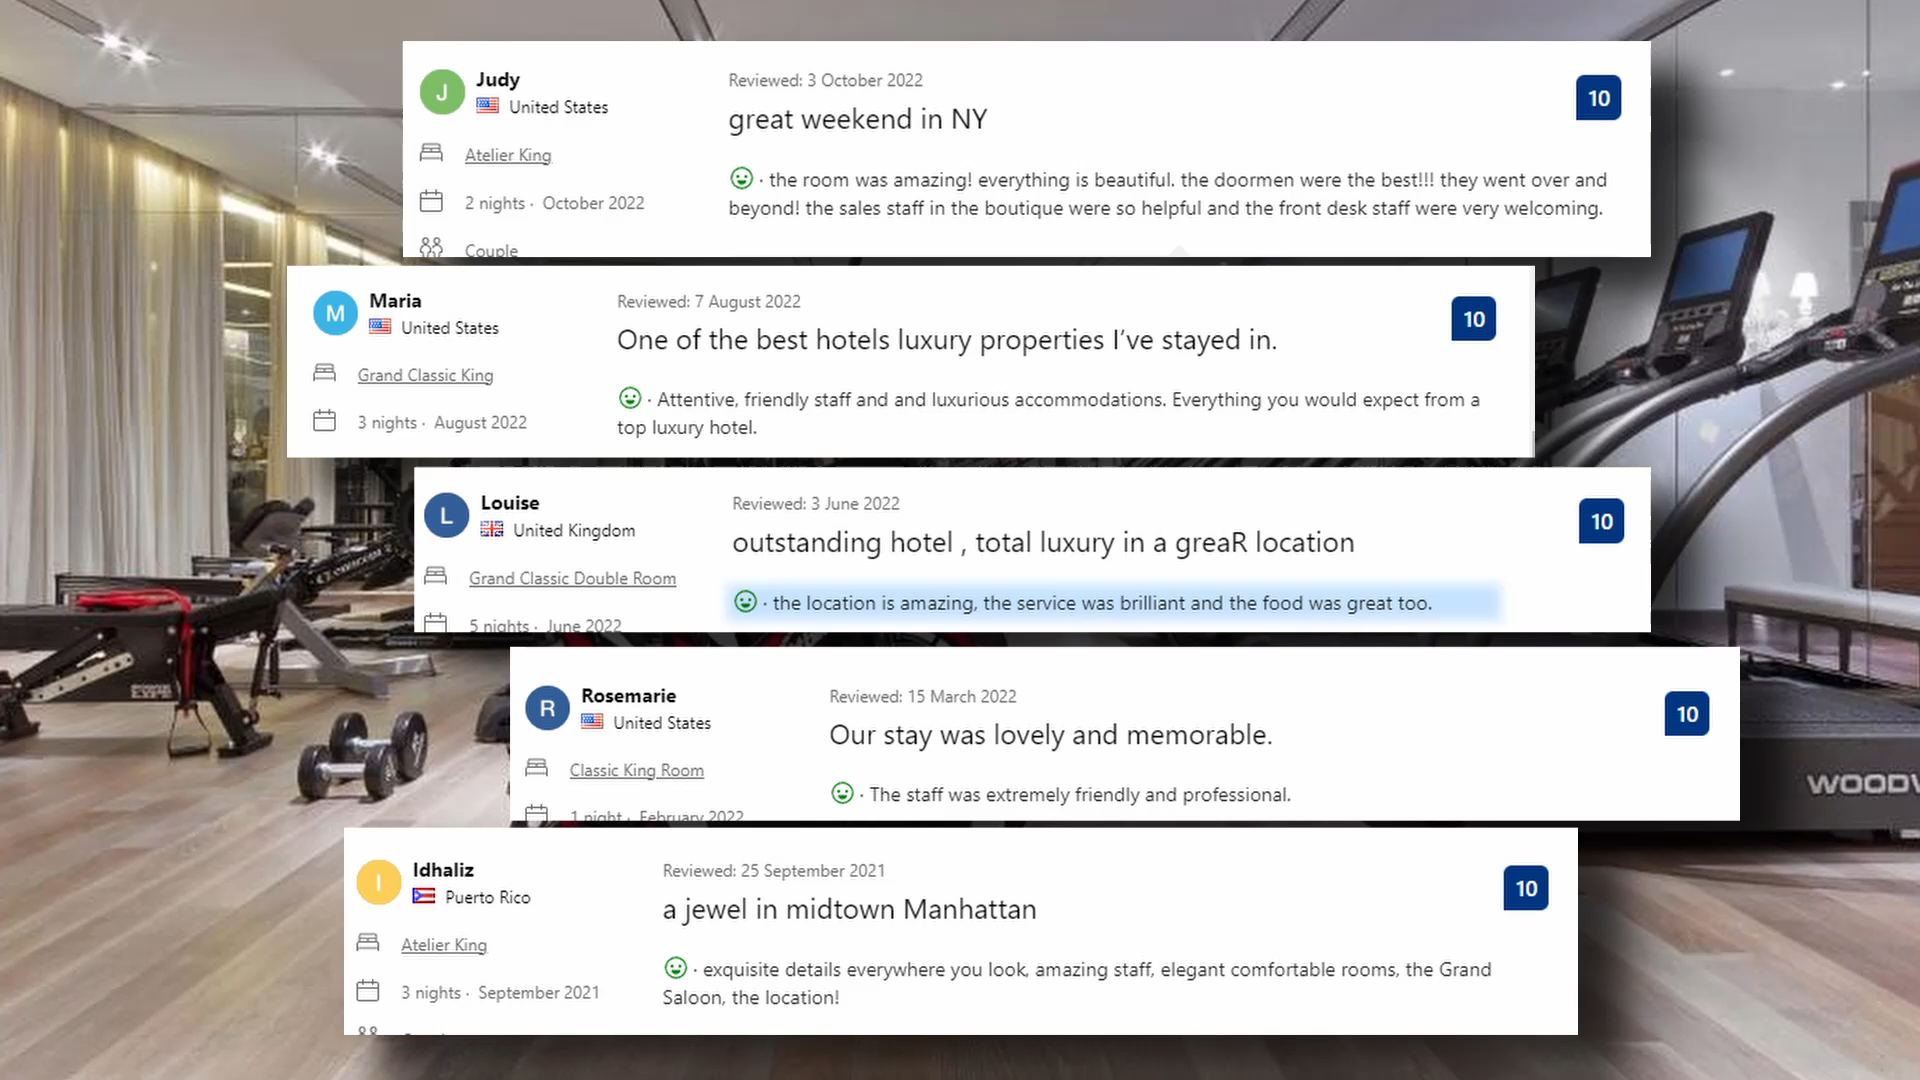 J
Judy
United States
Atelier King
2 nights · October 2022
Couple
Reviewed: 3 October 2022
great weekend in NY
10
· the room was amazing! everything is beautiful. the doormen were the best!!! they went over and
beyond! the sales staff in the boutique were so helpful and the front desk staff were very welcoming.
M
Maria
United States
Grand Classic King
3 nights · August 2022
Reviewed: 7 August 2022
One of the best hotels luxury properties I’ve stayed in.
10
· Attentive, friendly staff and and luxurious accommodations. Everything you would expect from a
top luxury hotel.
L
Louise
United Kingdom
Grand Classic Double Room
5 nights · June 2022
Reviewed: 3 June 2022
outstanding hotel , total luxury in a greaR location
10
· the location is amazing, the service was brilliant and the food was great too.
R
Rosemarie
United States
Classic King Room
1 night · February 2022
Reviewed: 15 March 2022
Our stay was lovely and memorable.
10
· The staff was extremely friendly and professional.
I
Idhaliz
Puerto Rico
Atelier King
3 nights · September 2021
Reviewed: 25 September 2021
a jewel in midtown Manhattan
10
· exquisite details everywhere you look, amazing staff, elegant comfortable rooms, the Grand
Saloon, the location!